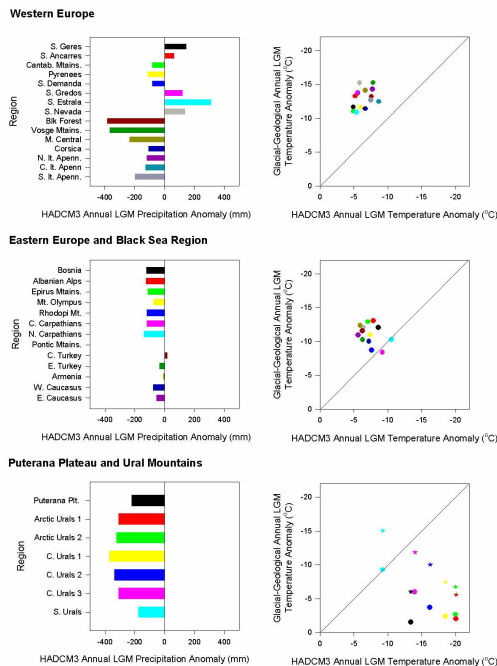 Western Europe
S. Geres
S. Ancarres
Cantab. Mtains.
Pyrenees
S. Demanda
S. Gredos
S. Estrala
S. Nevada
Blk Forest
Vosge Mtains.
M. Central
Corsica
N. It. Apenn.
C. It. Apenn.
S. It. Apenn.
Region
-400 -200 0 200 400
HADCM3 Annual LGM Precipitation Anomaly (mm)
Glacial-Geological Annual LGM
Temperature Anomaly (°C)
-20
-15
-10
-5
0
0 -5 -10 -15 -20
HADCM3 Annual LGM Temperature Anomaly (°C)
Eastern Europe and Black Sea Region
Bosnia
Albanian Alps
Epirus Mtains.
Mt. Olympus
Rhodopi Mt.
C. Carpathians
N. Carpathians
Pontic Mtains.
C. Turkey
E. Turkey
Armenia
W. Caucasus
E. Caucasus
Region
-400 -200 0 200 400
HADCM3 Annual LGM Precipitation Anomaly (mm)
Glacial-Geological Annual LGM
Temperature Anomaly (°C)
-20
-15
-10
-5
0
0 -5 -10 -15 -20
HADCM3 Annual LGM Temperature Anomaly (°C)
Puterana Plateau and Ural Mountains
Puterana Plt.
Arctic Urals 1
Arctic Urals 2
C. Urals 1
C. Urals 2
C. Urals 3
S. Urals
Region
-400 -200 0 200 400
HADCM3 Annual LGM Precipitation Anomaly (mm)
Glacial-Geological Annual LGM
Temperature Anomaly (°C)
-20
-15
-10
-5
0
0 -5 -10 -15 -20
HADCM3 Annual LGM Temperature Anomaly (°C)